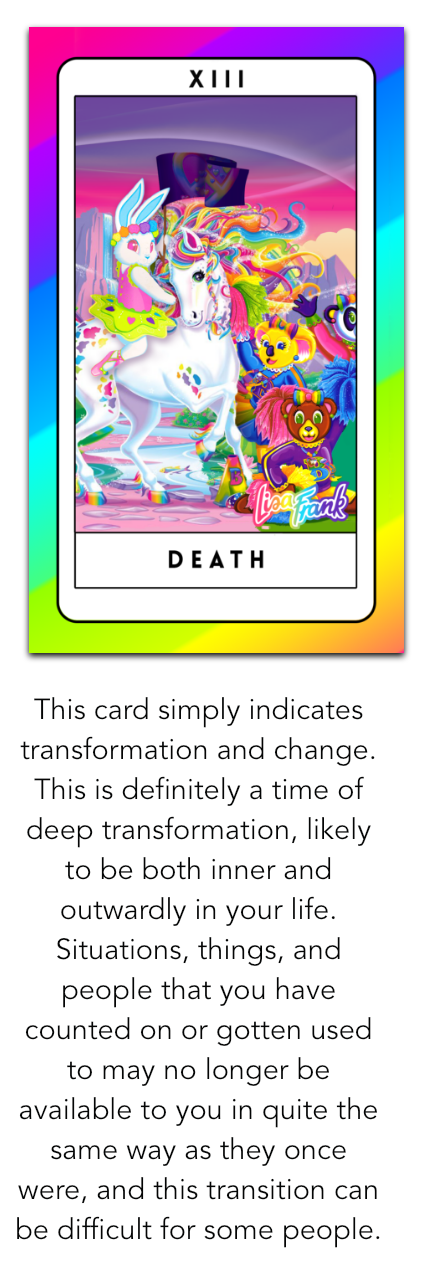 XIII
Lisa Frank
DEATH
This card simply indicates
transformation and change.
This is definitely a time of
deep transformation, likely
to be both inner and
outwardly in your life.
Situations, things, and
people that you have
counted on or gotten used
to may no longer be
available to you in quite the
same way as they once
were, and this transition can
be difficult for some people.